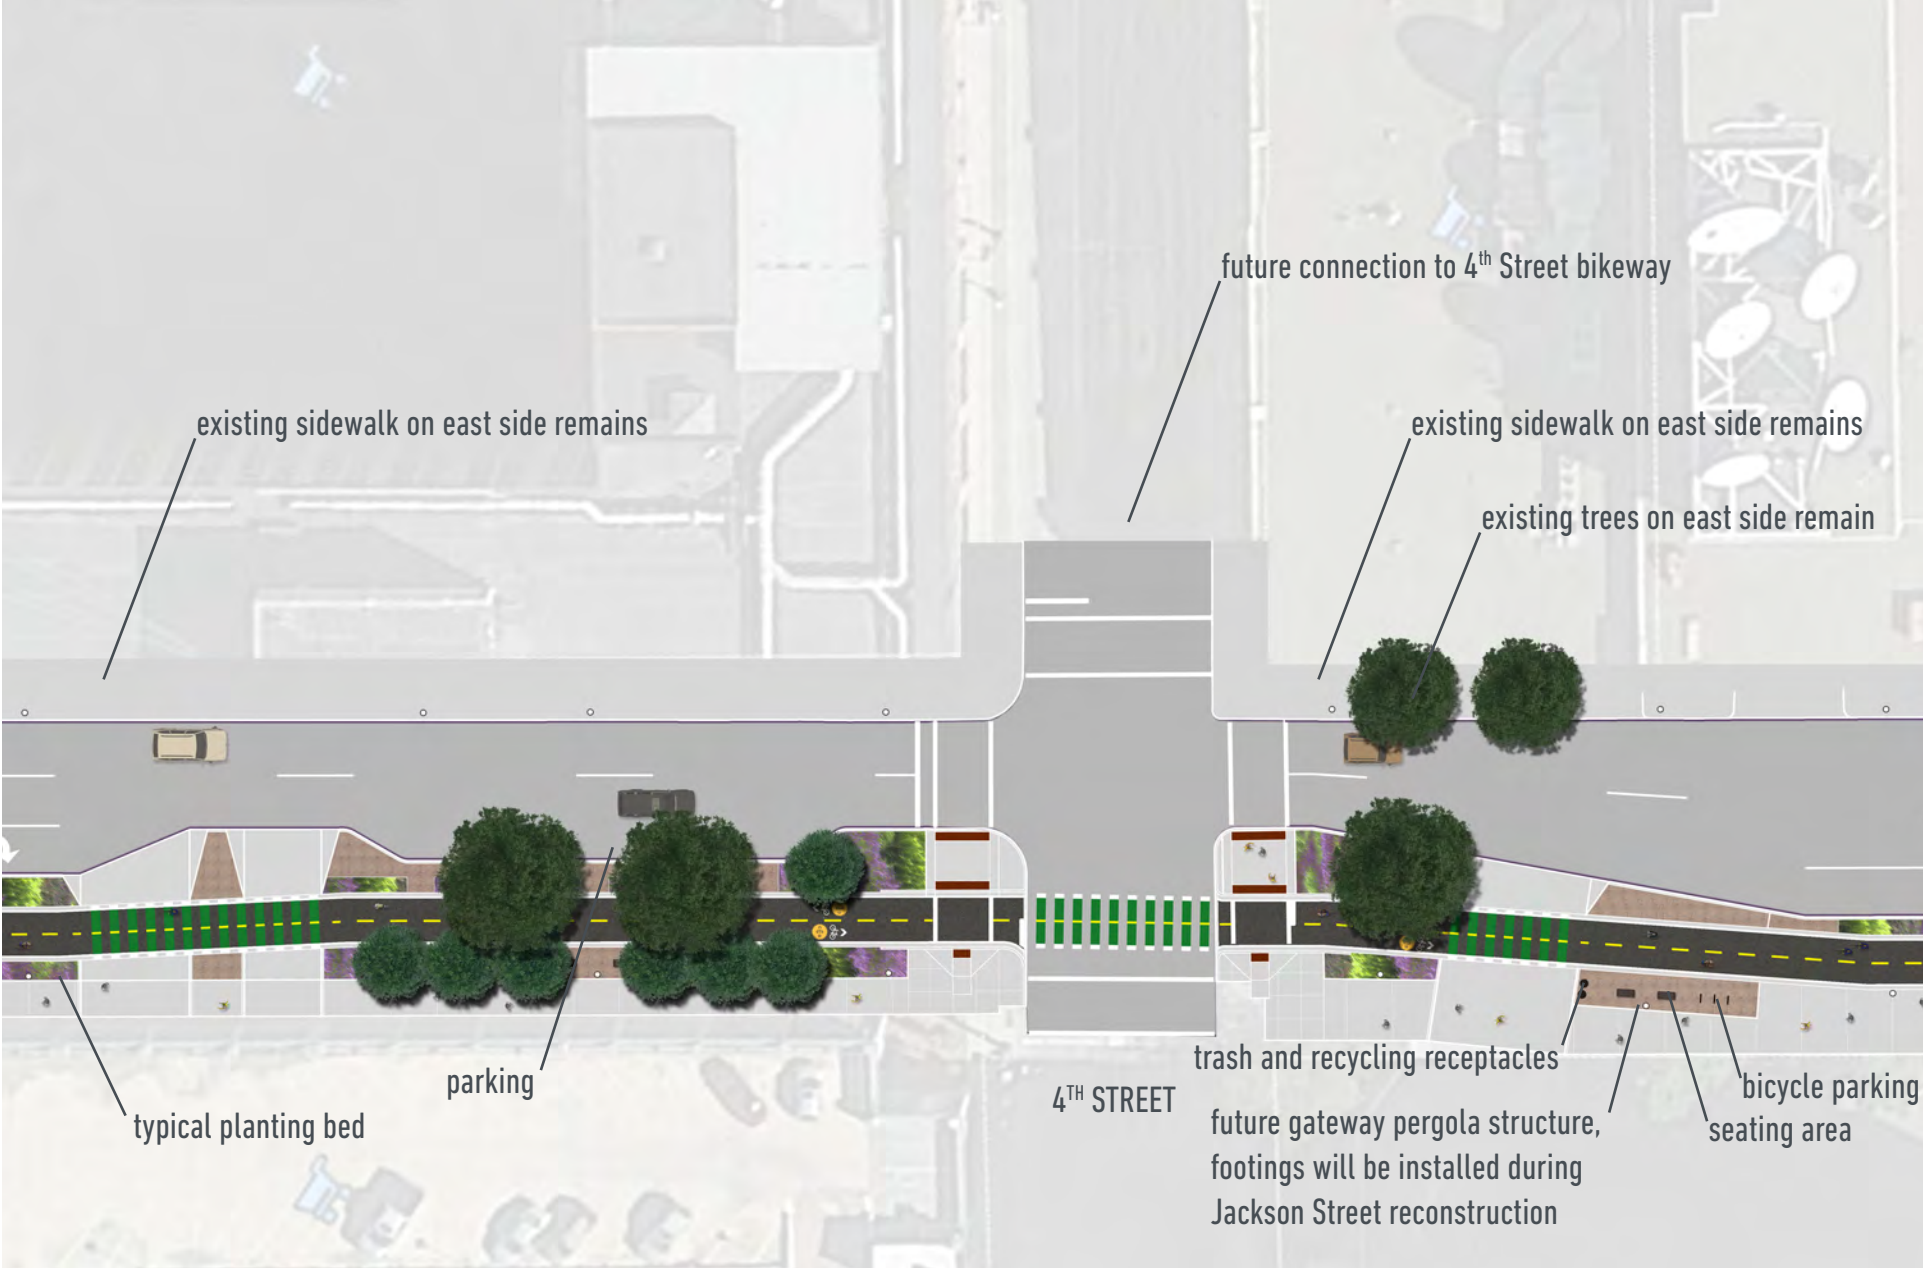 future connection to 4th Street bikeway
existing sidewalk on east side remains
existing sidewalk on east side remains
existing trees on east side remain
trash and recycling receptacles
parking
4TH STREET
bicycle parking
typical planting bed
future gateway pergola structure,
footings will be installed during
Jackson Street reconstruction
seating area